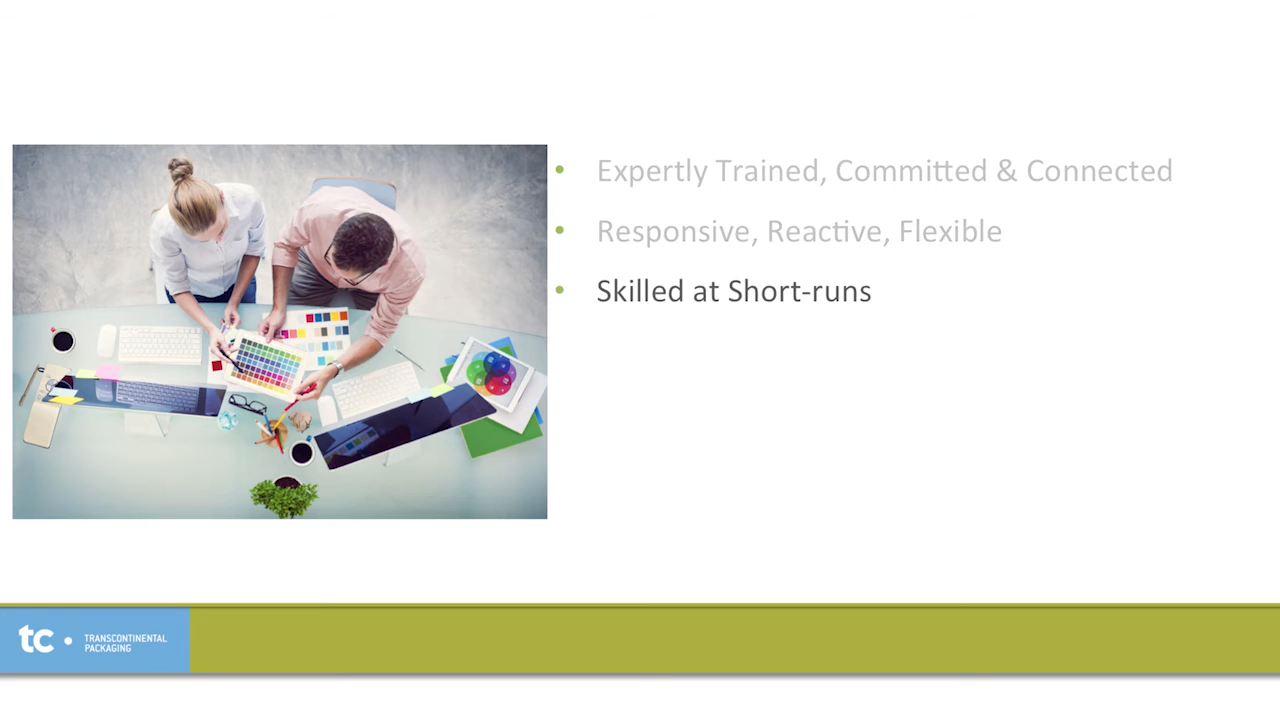 • Expertly Trained, Committed & Connected
• Responsive, Reactive, Flexible
• Skilled at Short-runs
tc • TRANSCONTINENTAL
PACKAGING